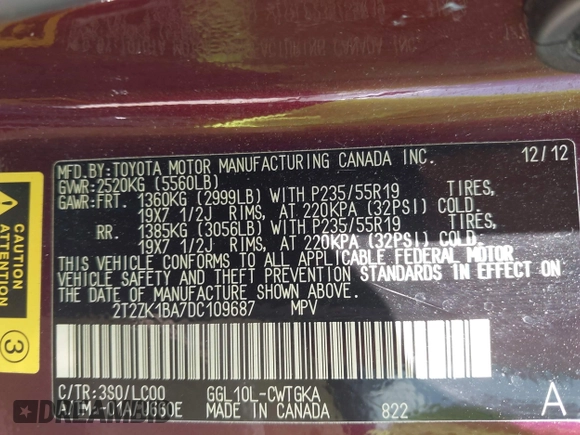 MFD.BY:TOYOTA MOTOR MANUFACTURING CANADA INC. 12/12
GVWR:2520KG (5560LB)
GAWR:FRT. 1360KG (2999LB) WITH P235/55R19 TIRES,
19X7 1/2J RIMS, AT 220KPA (32PSI) COLD.
RR. 1385KG (3056LB) WITH P235/55R19 TIRES,
19X7 1/2J RIMS, AT 220KPA (32PSI) COLD.
THIS VEHICLE CONFORMS TO ALL APPLICABLE FEDERAL MOTOR
VEHICLE SAFETY AND THEFT PREVENTION STANDARDS IN EFFECT ON
THE DATE OF MANUFACTURE SHOWN ABOVE.
2T2ZK1BA7DC109687 MPV
C/TR:3S0/LC00 GGL10L-CWTGKA
MADE IN CANADA 822
A
CAUTION
3
DREAMBID